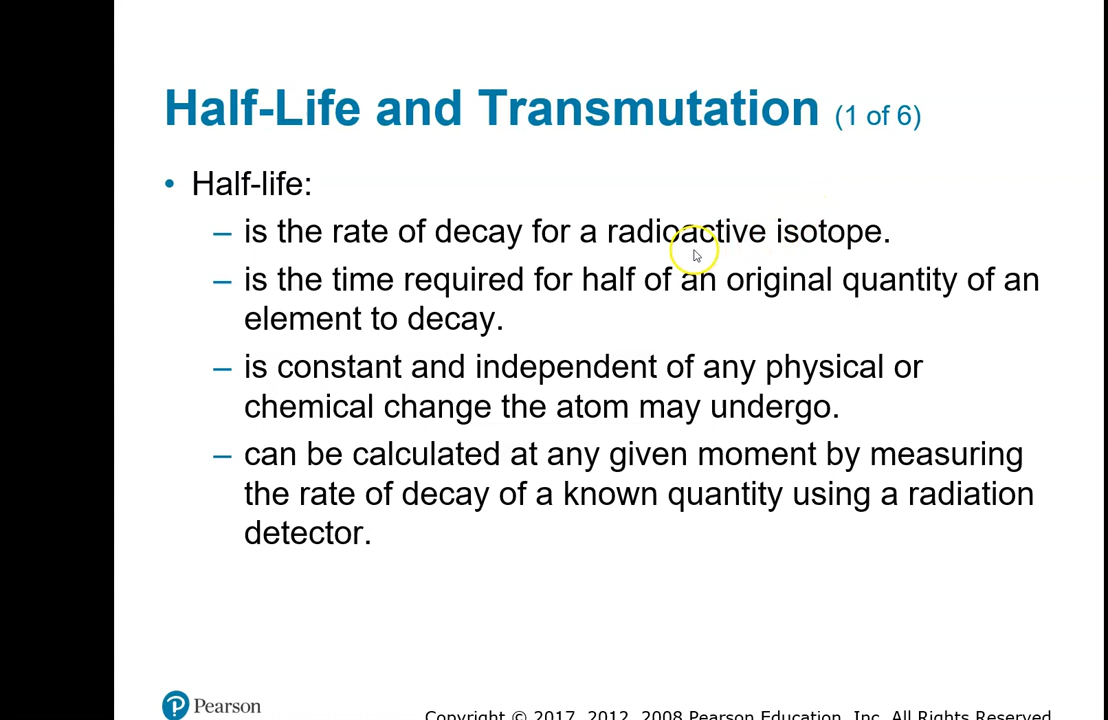 Half-Life and Transmutation (1 of 6)
• Half-life:
– is the rate of decay for a radioactive isotope.
– is the time required for half of an original quantity of an
element to decay.
– is constant and independent of any physical or
chemical change the atom may undergo.
– can be calculated at any given moment by measuring
the rate of decay of a known quantity using a radiation
detector.
P Pearson
Copyright © 2017, 2012, 2008 Pearson Education, Inc. All Rights Reserved